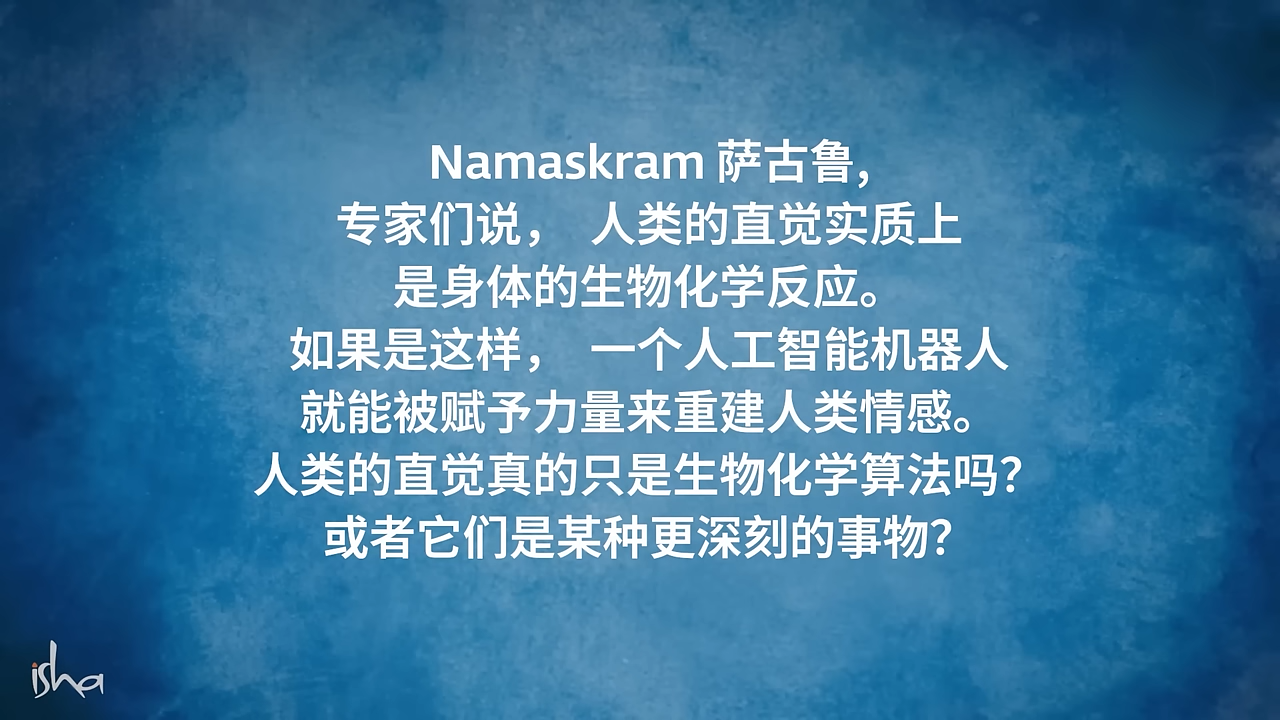 Namaskram 萨古鲁,
专家们说， 人类的直觉实质上
是身体的生物化学反应。
如果是这样， 一个人工智能机器人
就能被赋予力量来重建人类情感。
人类的直觉真的只是生物化学算法吗?
或者它们是某种更深刻的事物?
isha